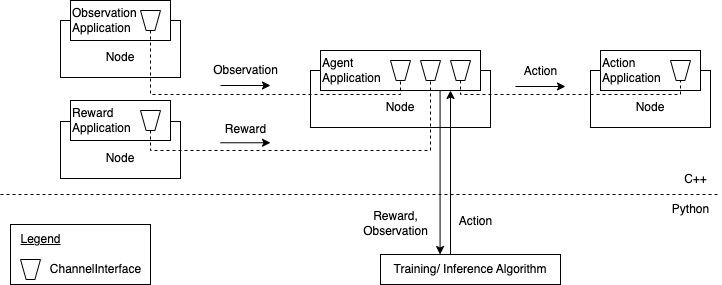 Observation
Application
Node
Observation
Agent
Application
Node
Action
Action
Application
Node
Reward
Application
Node
Reward
C++
Python
Reward,
Observation
Action
Legend
ChannelInterface
Training/ Inference Algorithm